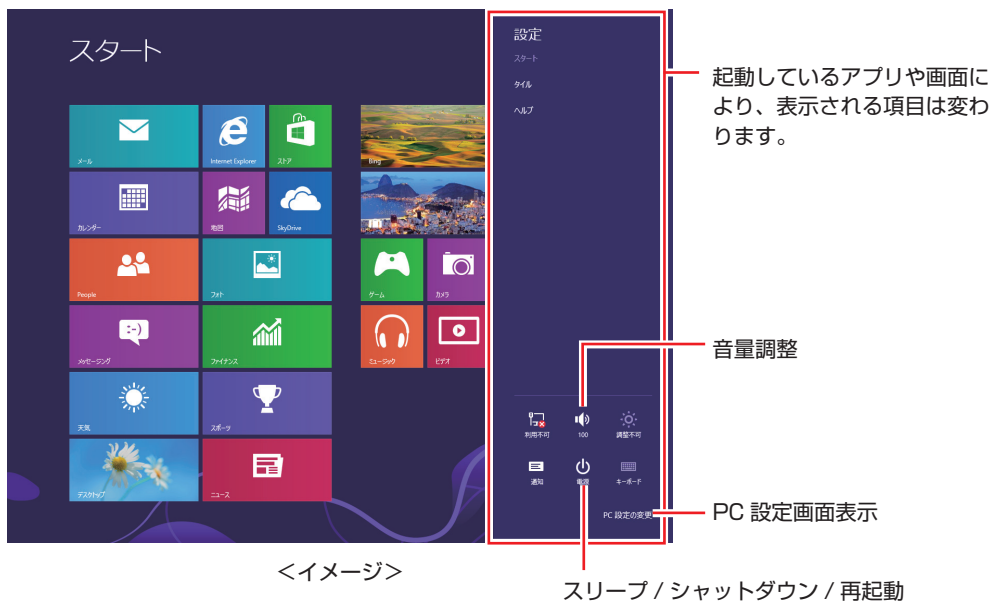 スタート
メール
Internet Explorer
ストア
Bing
カレンダー
地図
SkyDrive
People
フォト
ゲーム
カメラ
メッセージング
:-)
ファイナンス
ミュージック
ビデオ
天気
スポーツ
デスクトップ
ニュース
設定
スタート
タイル
ヘルプ
利用不可
100
調整不可
通知
電源
キーボード
PC 設定の変更
起動しているアプリや画面に
より、表示される項目は変わ
ります。
音量調整
PC 設定画面表示
スリープ / シャットダウン / 再起動
＜イメージ＞